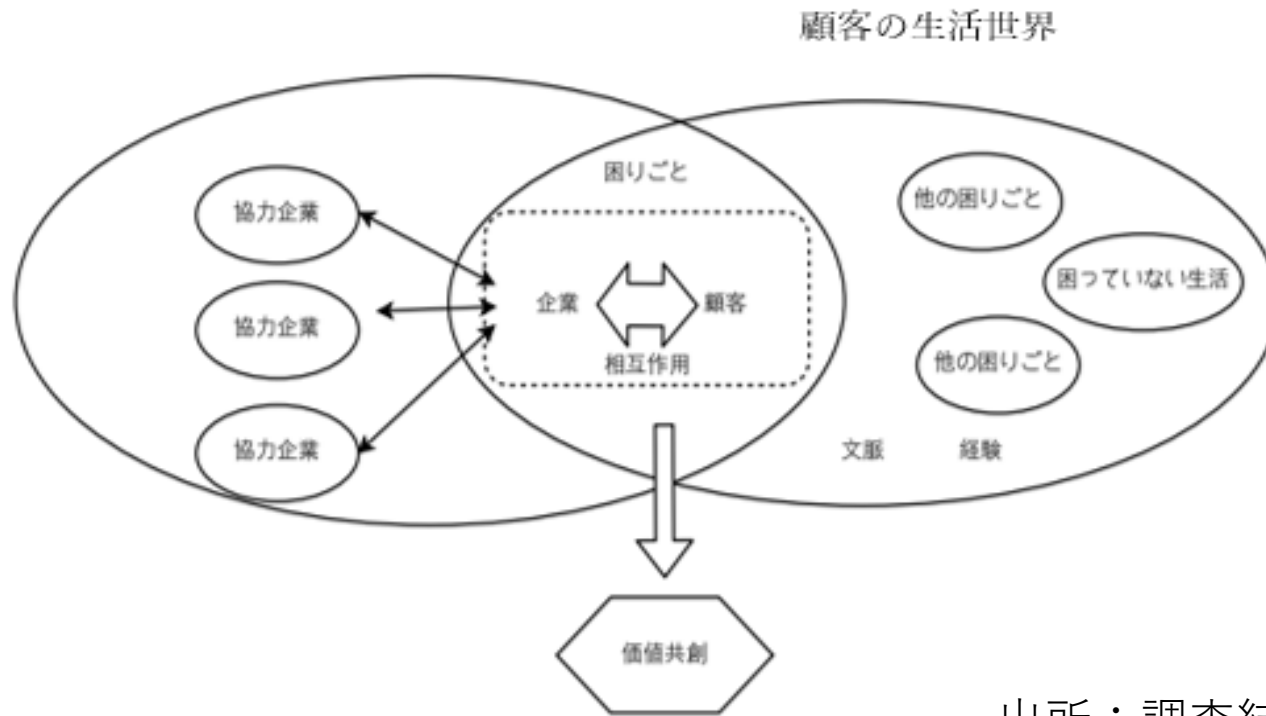 顧客の生活世界
困りごと
協力企業
協力企業
協力企業
企業
顧客
相互作用
他の困りごと
困っていない生活
他の困りごと
文脈
経験
価値共創